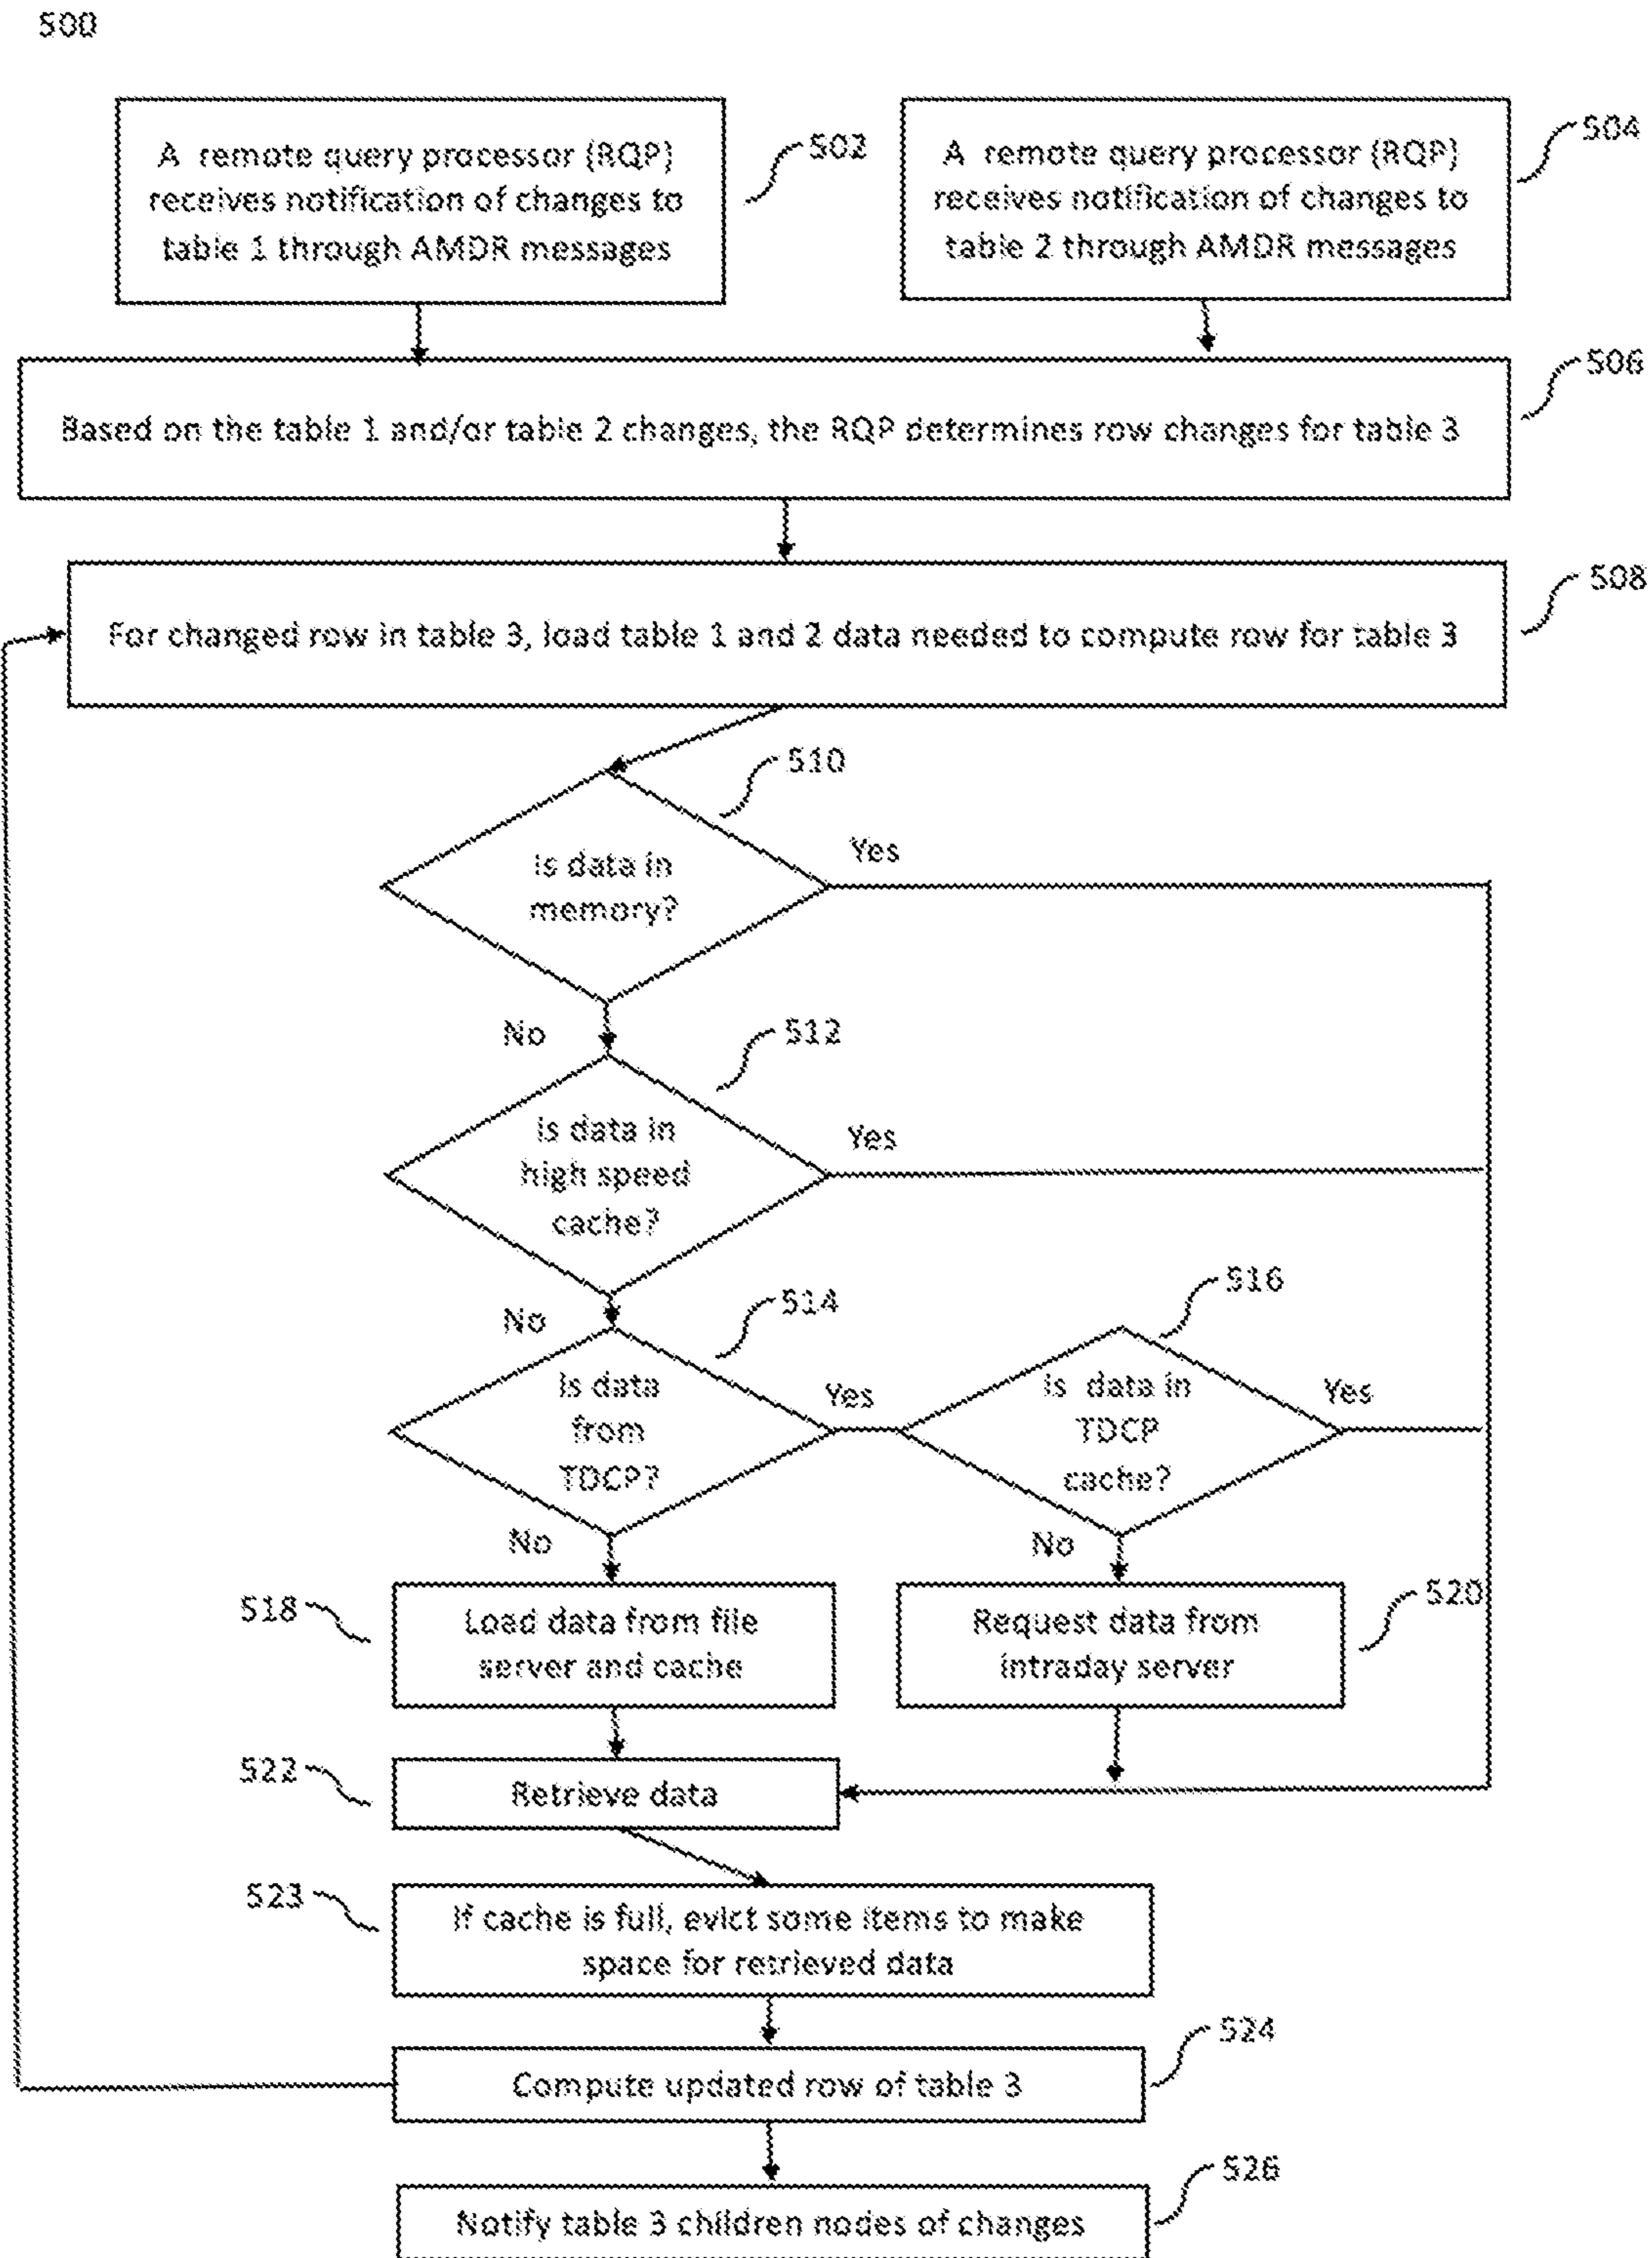 500
A remote query processor (RQP)
receives notification of changes to
table 1 through AMDR messages
502
A remote query processor (RQP)
receives notification of changes to
table 2 through AMDR messages
504
Based on the table 1 and/or table 2 changes, the RQP determines row changes for table 3
506
For changed row in table 3, load table 1 and 2 data needed to compute row for table 3
508
Is data in
memory?
510
Yes
No
Is data in
high speed
cache?
512
Yes
No
Is data
from
TDCP?
514
Yes
No
Is data in
TDCP
cache?
516
Yes
No
518
Load data from file
server and cache
Request data from
intraday server
520
522
Retrieve data
523
If cache is full, evict some items to make
space for retrieved data
524
Compute updated row of table 3
526
Notify table 3 children nodes of changes